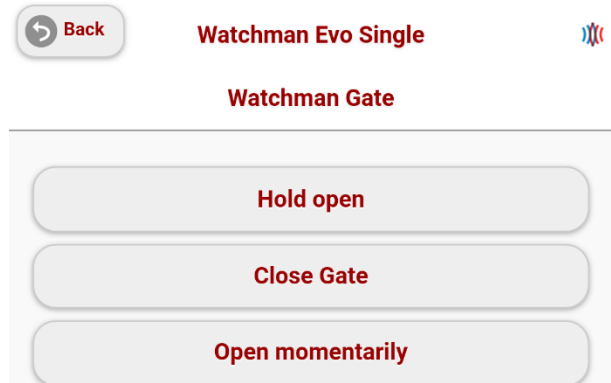 Back
Watchman Evo Single
Watchman Gate
Hold open
Close Gate
Open momentarily